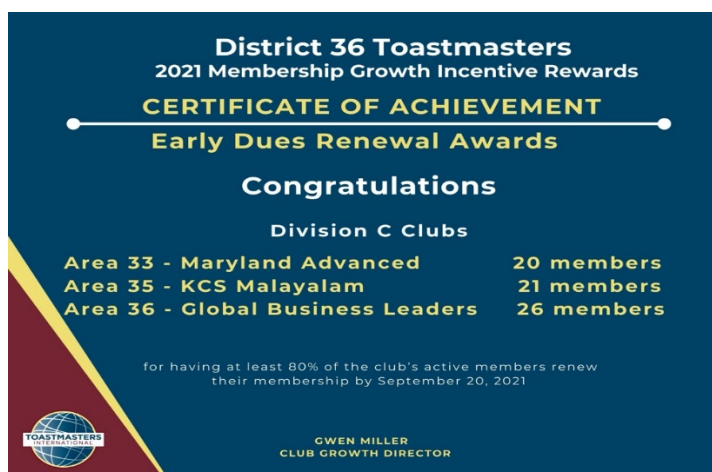 District 36 Toastmasters
2021 Membership Growth Incentive Rewards
CERTIFICATE OF ACHIEVEMENT
Early Dues Renewal Awards
Congratulations
Division C Clubs
Area 33 - Maryland Advanced 20 members
Area 35 - KCS Malayalam 21 members
Area 36 - Global Business Leaders 26 members
for having at least 80% of the club's active members renew
their membership by September 20, 2021
TOASTMASTERS
INTERNATIONAL
GWEN MILLER
CLUB GROWTH DIRECTOR